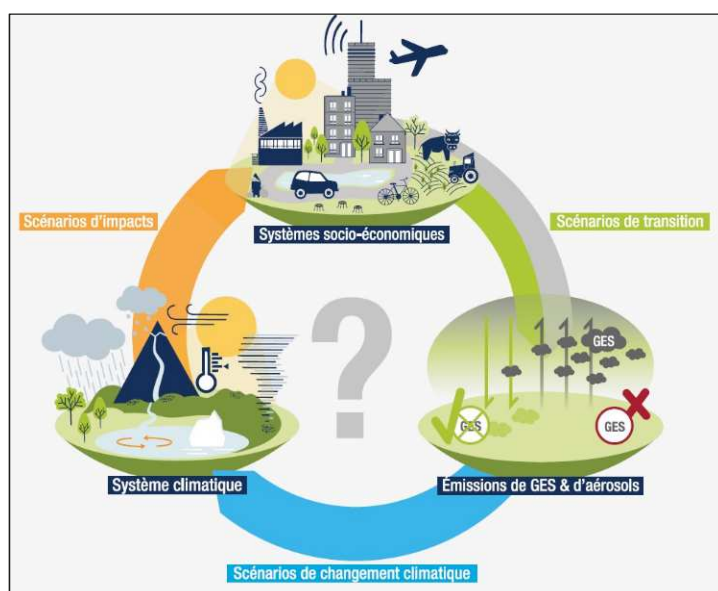 Systèmes socio-économiques
Scénarios d'impacts
Scénarios de transition
GES
GES
GES
Système climatique
Émissions de GES & d'aérosols
Scénarios de changement climatique
?